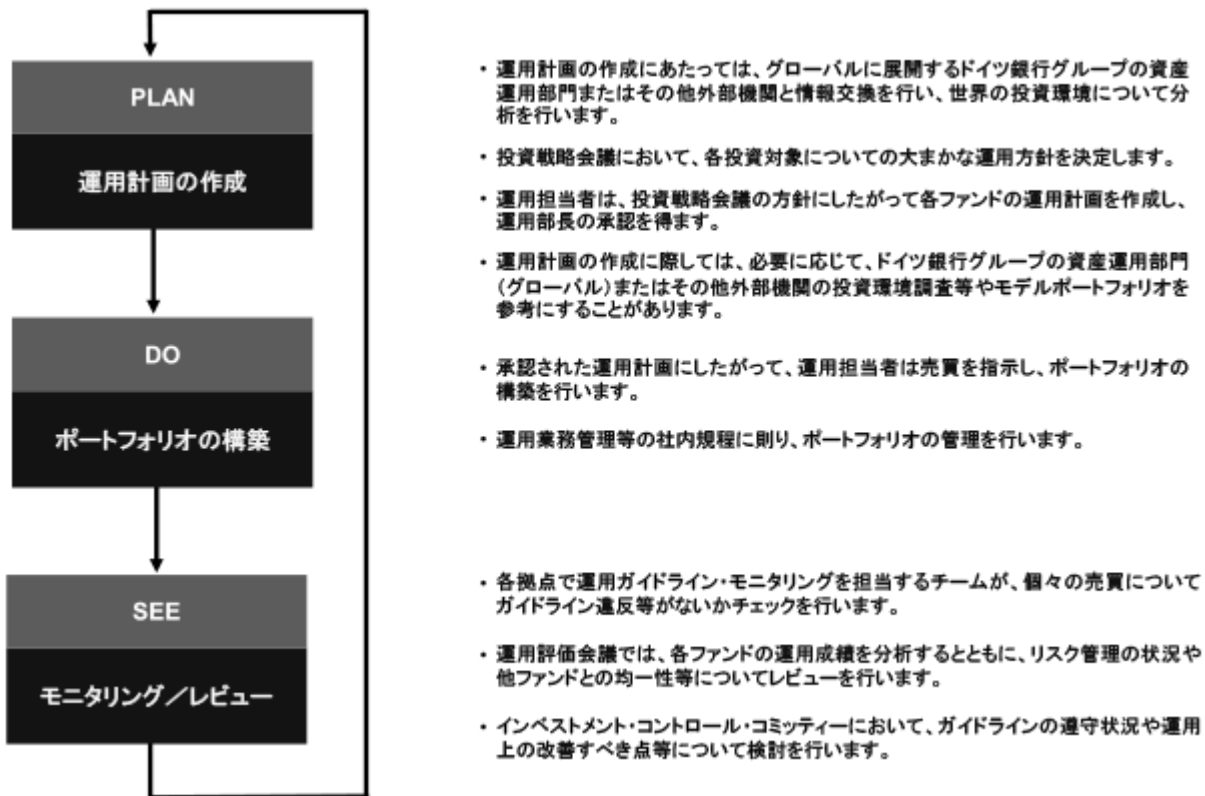 PLAN
運用計画の作成
・運用計画の作成にあたっては、グローバルに展開するドイツ銀行グループの資産
運用部門またはその他外部機関と情報交換を行い、世界の投資環境について分
析を行います。
・投資戦略会議において、各投資対象についての大まかな運用方針を決定します。
・運用担当者は、投資戦略会議の方針にしたがって各ファンドの運用計画を作成し、
運用部長の承認を得ます。
・運用計画の作成に際しては、必要に応じて、ドイツ銀行グループの資産運用部門
（グローバル）またはその他外部機関の投資環境調査等やモデルポートフォリオを
参考にすることがあります。
DO
ポートフォリオの構築
・承認された運用計画にしたがって、運用担当者は売買を指示し、ポートフォリオの
構築を行います。
・運用業務管理等の社内規程に則り、ポートフォリオの管理を行います。
SEE
モニタリング／レビュー
・各拠点で運用ガイドライン・モニタリングを担当するチームが、個々の売買について
ガイドライン違反等がないかチェックを行います。
・運用評価会議では、各ファンドの運用成績を分析するとともに、リスク管理の状況や
他ファンドとの均一性等についてレビューを行います。
・インベストメント・コントロール・コミッティーにおいて、ガイドラインの遵守状況や運用
上の改善すべき点等について検討を行います。